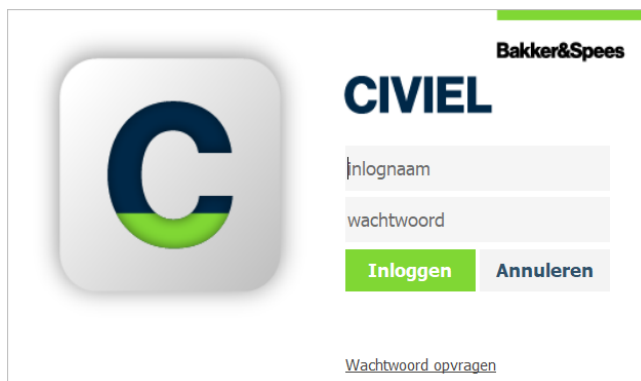 Bakker&Spees
CIVIEL
C
inlognaam
wachtwoord
Inloggen Annuleren
Wachtwoord opvragen